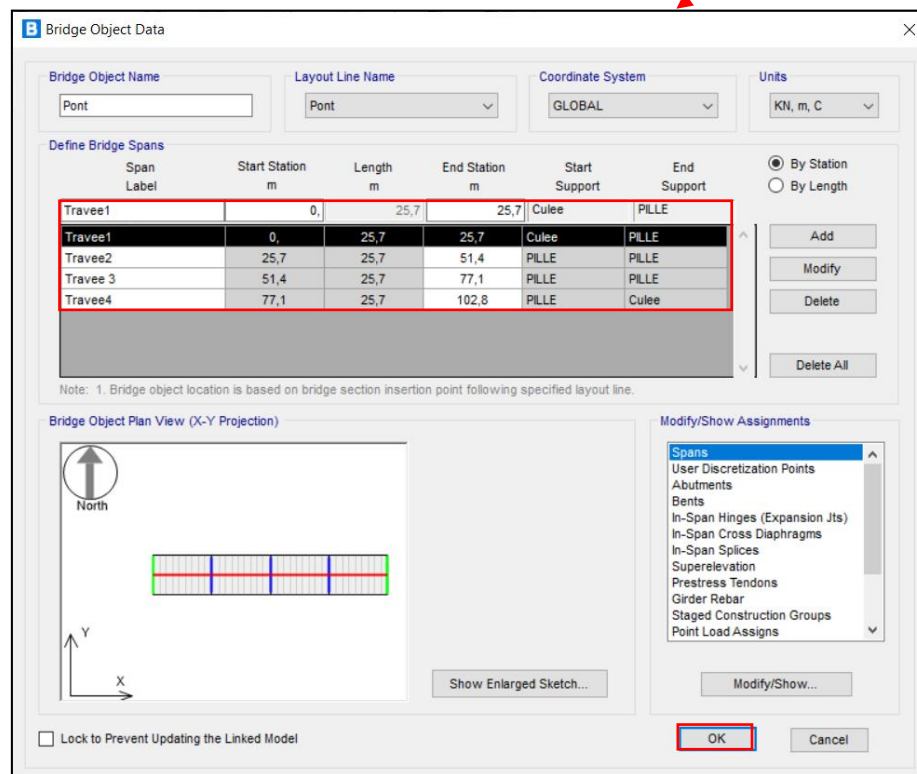 B Bridge Object Data
Bridge Object Name Layout Line Name Coordinate System Units
Pont Pont GLOBAL KN, m, C
Define Bridge Spans
Span Label Start Station m Length m End Station m Start Support End Support
By Station
By Length
Travee1 0, 25,7 25,7 Culee PILLE
Travee1 0, 25,7 25,7 Culee PILLE Add
Travee2 25,7 25,7 51,4 PILLE PILLE Modify
Travee 3 51,4 25,7 77,1 PILLE PILLE
Travee4 77,1 25,7 102,8 PILLE Culee Delete
Delete All
Note: 1. Bridge object location is based on bridge section insertion point following specified layout line.
Bridge Object Plan View (X-Y Projection) Modify/Show Assignments
North
Y
X
Show Enlarged Sketch...
Spans
User Discretization Points
Abutments
Bents
In-Span Hinges (Expansion Jts)
In-Span Cross Diaphragms
In-Span Splices
Superelevation
Prestress Tendons
Girder Rebar
Staged Construction Groups
Point Load Assigns
Modify/Show...
Lock to Prevent Updating the Linked Model OK Cancel